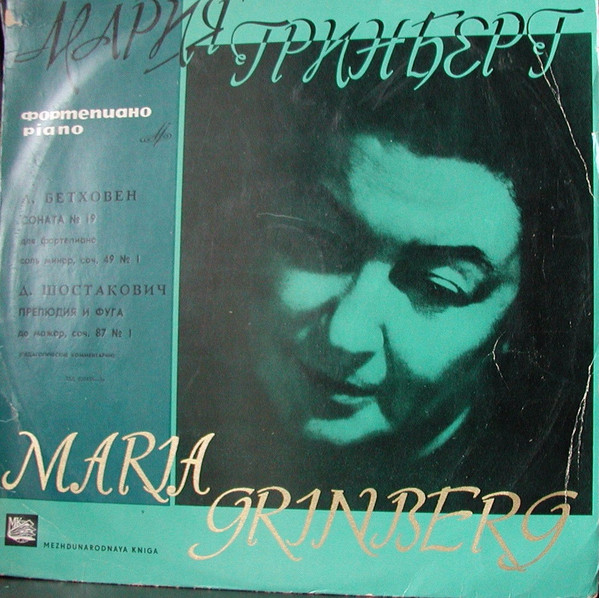 МАРИЯ ГРИНБЕРГ
фортепиано
piano
Л. БЕТХОВЕН
СОНАТА № 19
для фортепиано
соль минор, соч. 49 № 1
Д. ШОСТАКОВИЧ
ПРЕЛЮДИЯ И ФУГА
до мажор, соч. 87 № 1
MARIA
GRINBERG
МК
MEZHDUNARODNAYA KNIGA